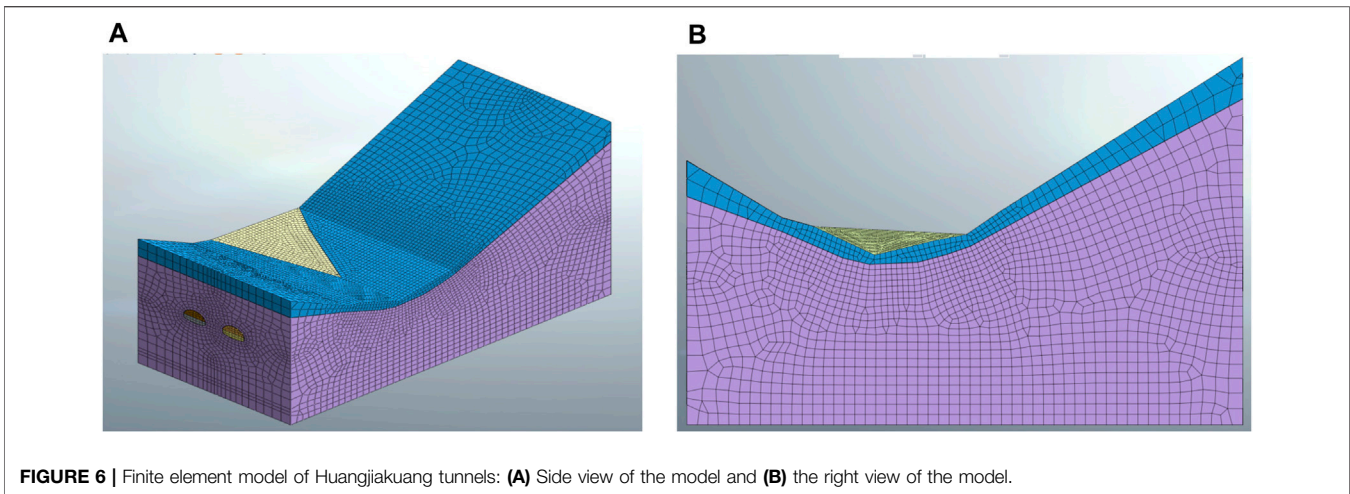 A
B
FIGURE 6 | Finite element model of Huangjiakuang tunnels: (A) Side view of the model and (B) the right view of the model.